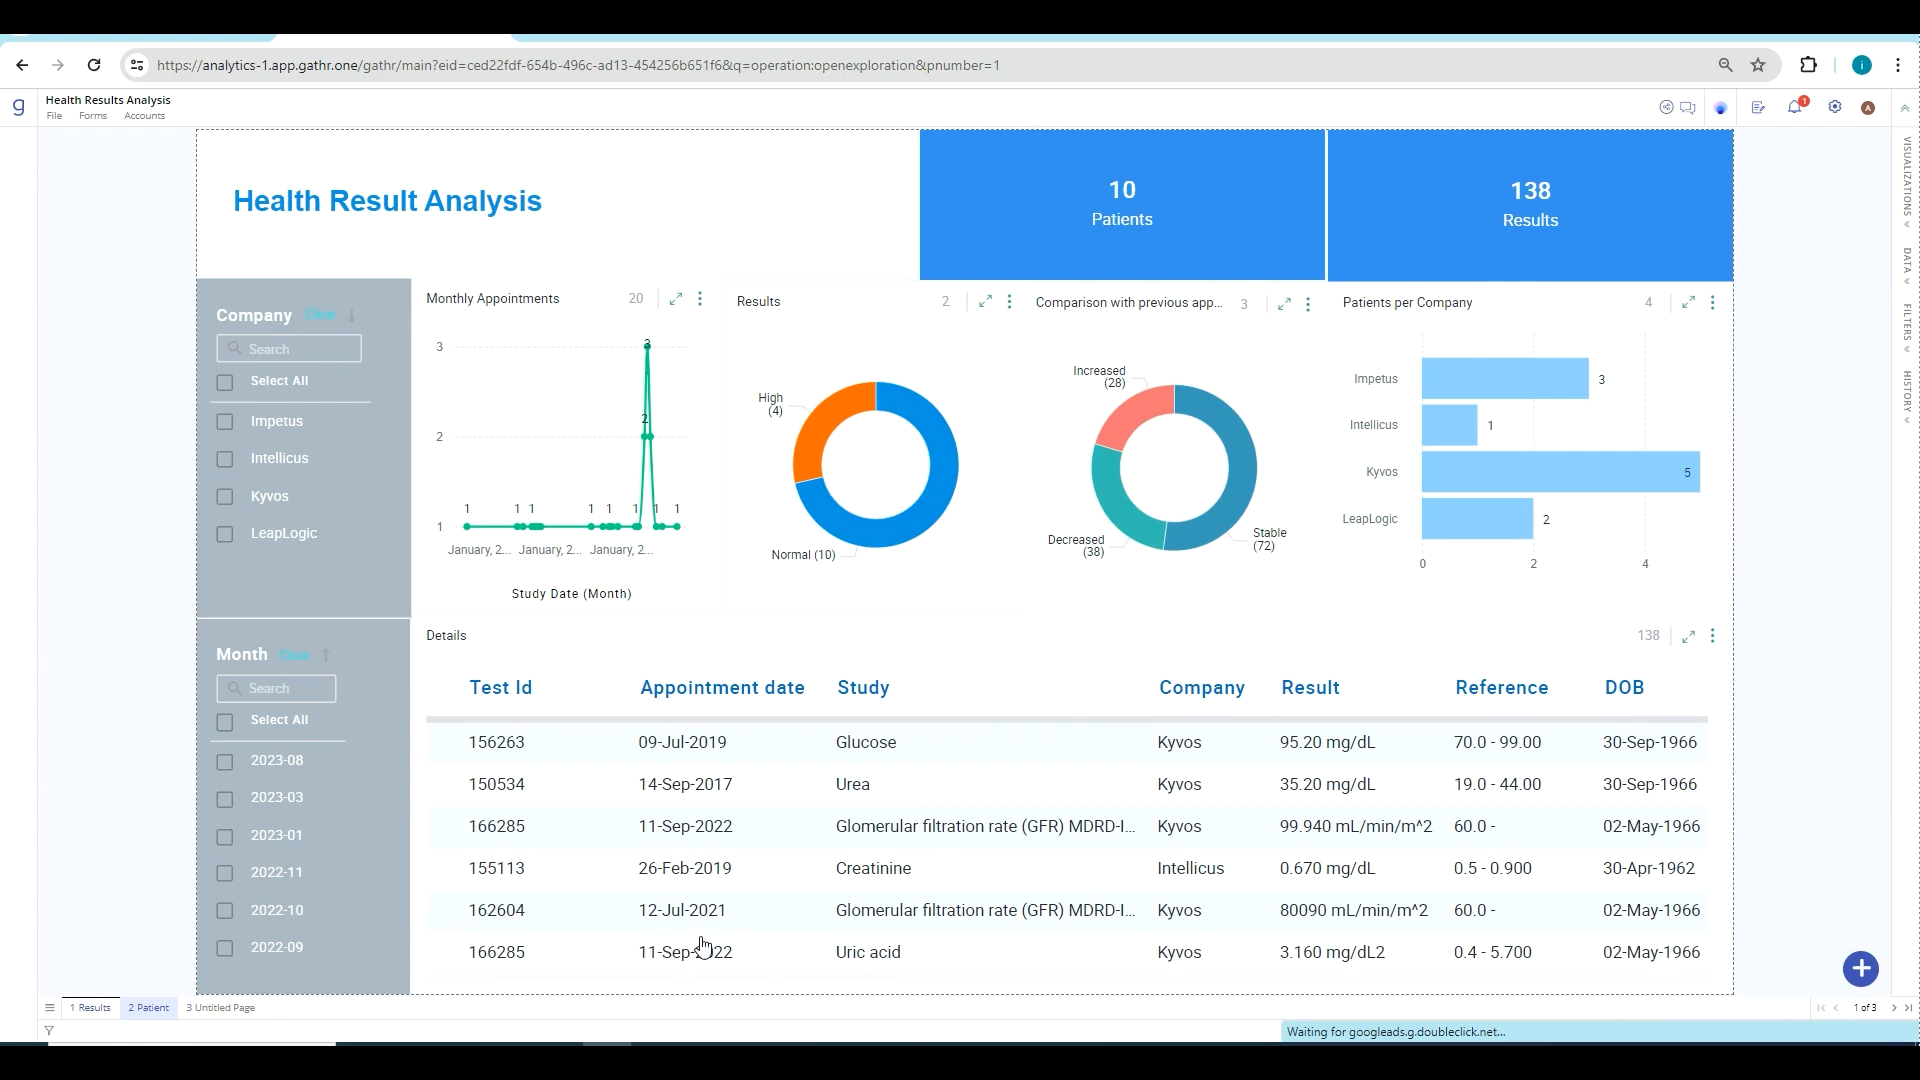 https://analytics-1.app.gathr.one/gathr/main?eid=ced22fdf-654b-496c-ad13-454256b651f6&q=operation:openexploration&pnumber=1
i
g
Health Results Analysis
File Forms Accounts
1
A
Health Result Analysis
10
Patients
138
Results
Company Clear
Search
Select All
Impetus
Intellicus
Kyvos
LeapLogic
Monthly Appointments 20
3
2
1
3
2
1 1 1 1 1 1 1 1
January, 2... January, 2... January, 2...
Study Date (Month)
Results 2
High
(4)
Normal (10)
Comparison with previous app... 3
Increased
(28)
Decreased
(38)
Stable
(72)
Patients per Company 4
Impetus 3
Intellicus 1
Kyvos 5
LeapLogic 2
0 2 4
VISUALIZATIONS
DATA
FILTERS
HISTORY
Month Clear
Search
Select All
2023-08
2023-03
2023-01
2022-11
2022-10
2022-09
Details 138
Test Id Appointment date Study Company Result Reference DOB
156263 09-Jul-2019 Glucose Kyvos 95.20 mg/dL 70.0 - 99.00 30-Sep-1966
150534 14-Sep-2017 Urea Kyvos 35.20 mg/dL 19.0 - 44.00 30-Sep-1966
166285 11-Sep-2022 Glomerular filtration rate (GFR) MDRD-I... Kyvos 99.940 mL/min/m^2 60.0 - 02-May-1966
155113 26-Feb-2019 Creatinine Intellicus 0.670 mg/dL 0.5 - 0.900 30-Apr-1962
162604 12-Jul-2021 Glomerular filtration rate (GFR) MDRD-I... Kyvos 80090 mL/min/m^2 60.0 - 02-May-1966
166285 11-Sep-2022 Uric acid Kyvos 3.160 mg/dL2 0.4 - 5.700 02-May-1966
1 Results 2 Patient 3 Untitled Page
1 of 3
Waiting for googleads.g.doubleclick.net...